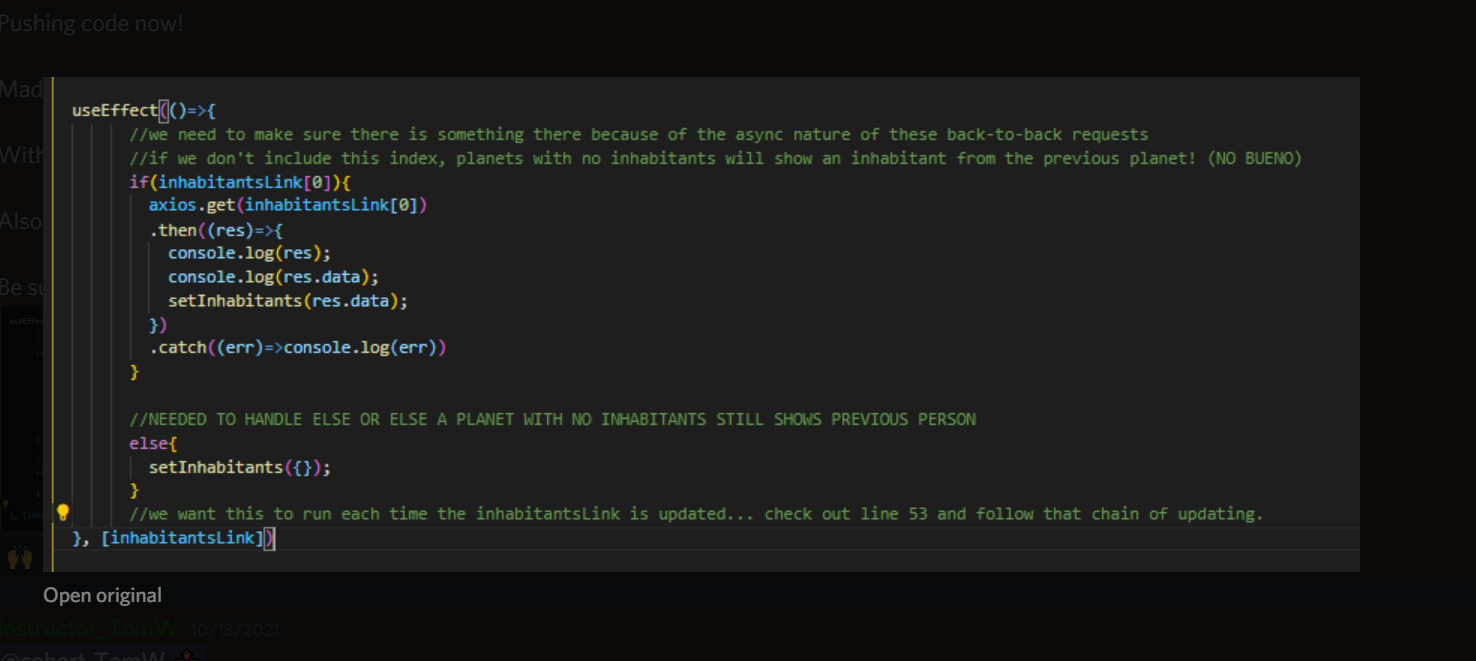 Pushing code now!
Mad
With
Also
useEffect(()=>{
//we need to make sure there is something there because of the async nature of these back-to-back requests
//if we don't include this index, planets with no inhabitants will show an inhabitant from the previous planet! (NO BUENO)
if(inhabitantsLink[0]){
axios.get(inhabitantsLink[0])
.then((res)=>{
console.log(res);
console.log(res.data);
setInhabitants(res.data);
})
.catch((err)=>console.log(err))
}
//NEEDED TO HANDLE ELSE OR ELSE A PLANET WITH NO INHABITANTS STILL SHOWS PREVIOUS PERSON
else{
setInhabitants({});
}
//we want this to run each time the inhabitantsLink is updated... check out line 53 and follow that chain of updating.
}, [inhabitantsLink])
Be su
Open original
Instructor_TomW 10/13/2021
@cohort_TomW